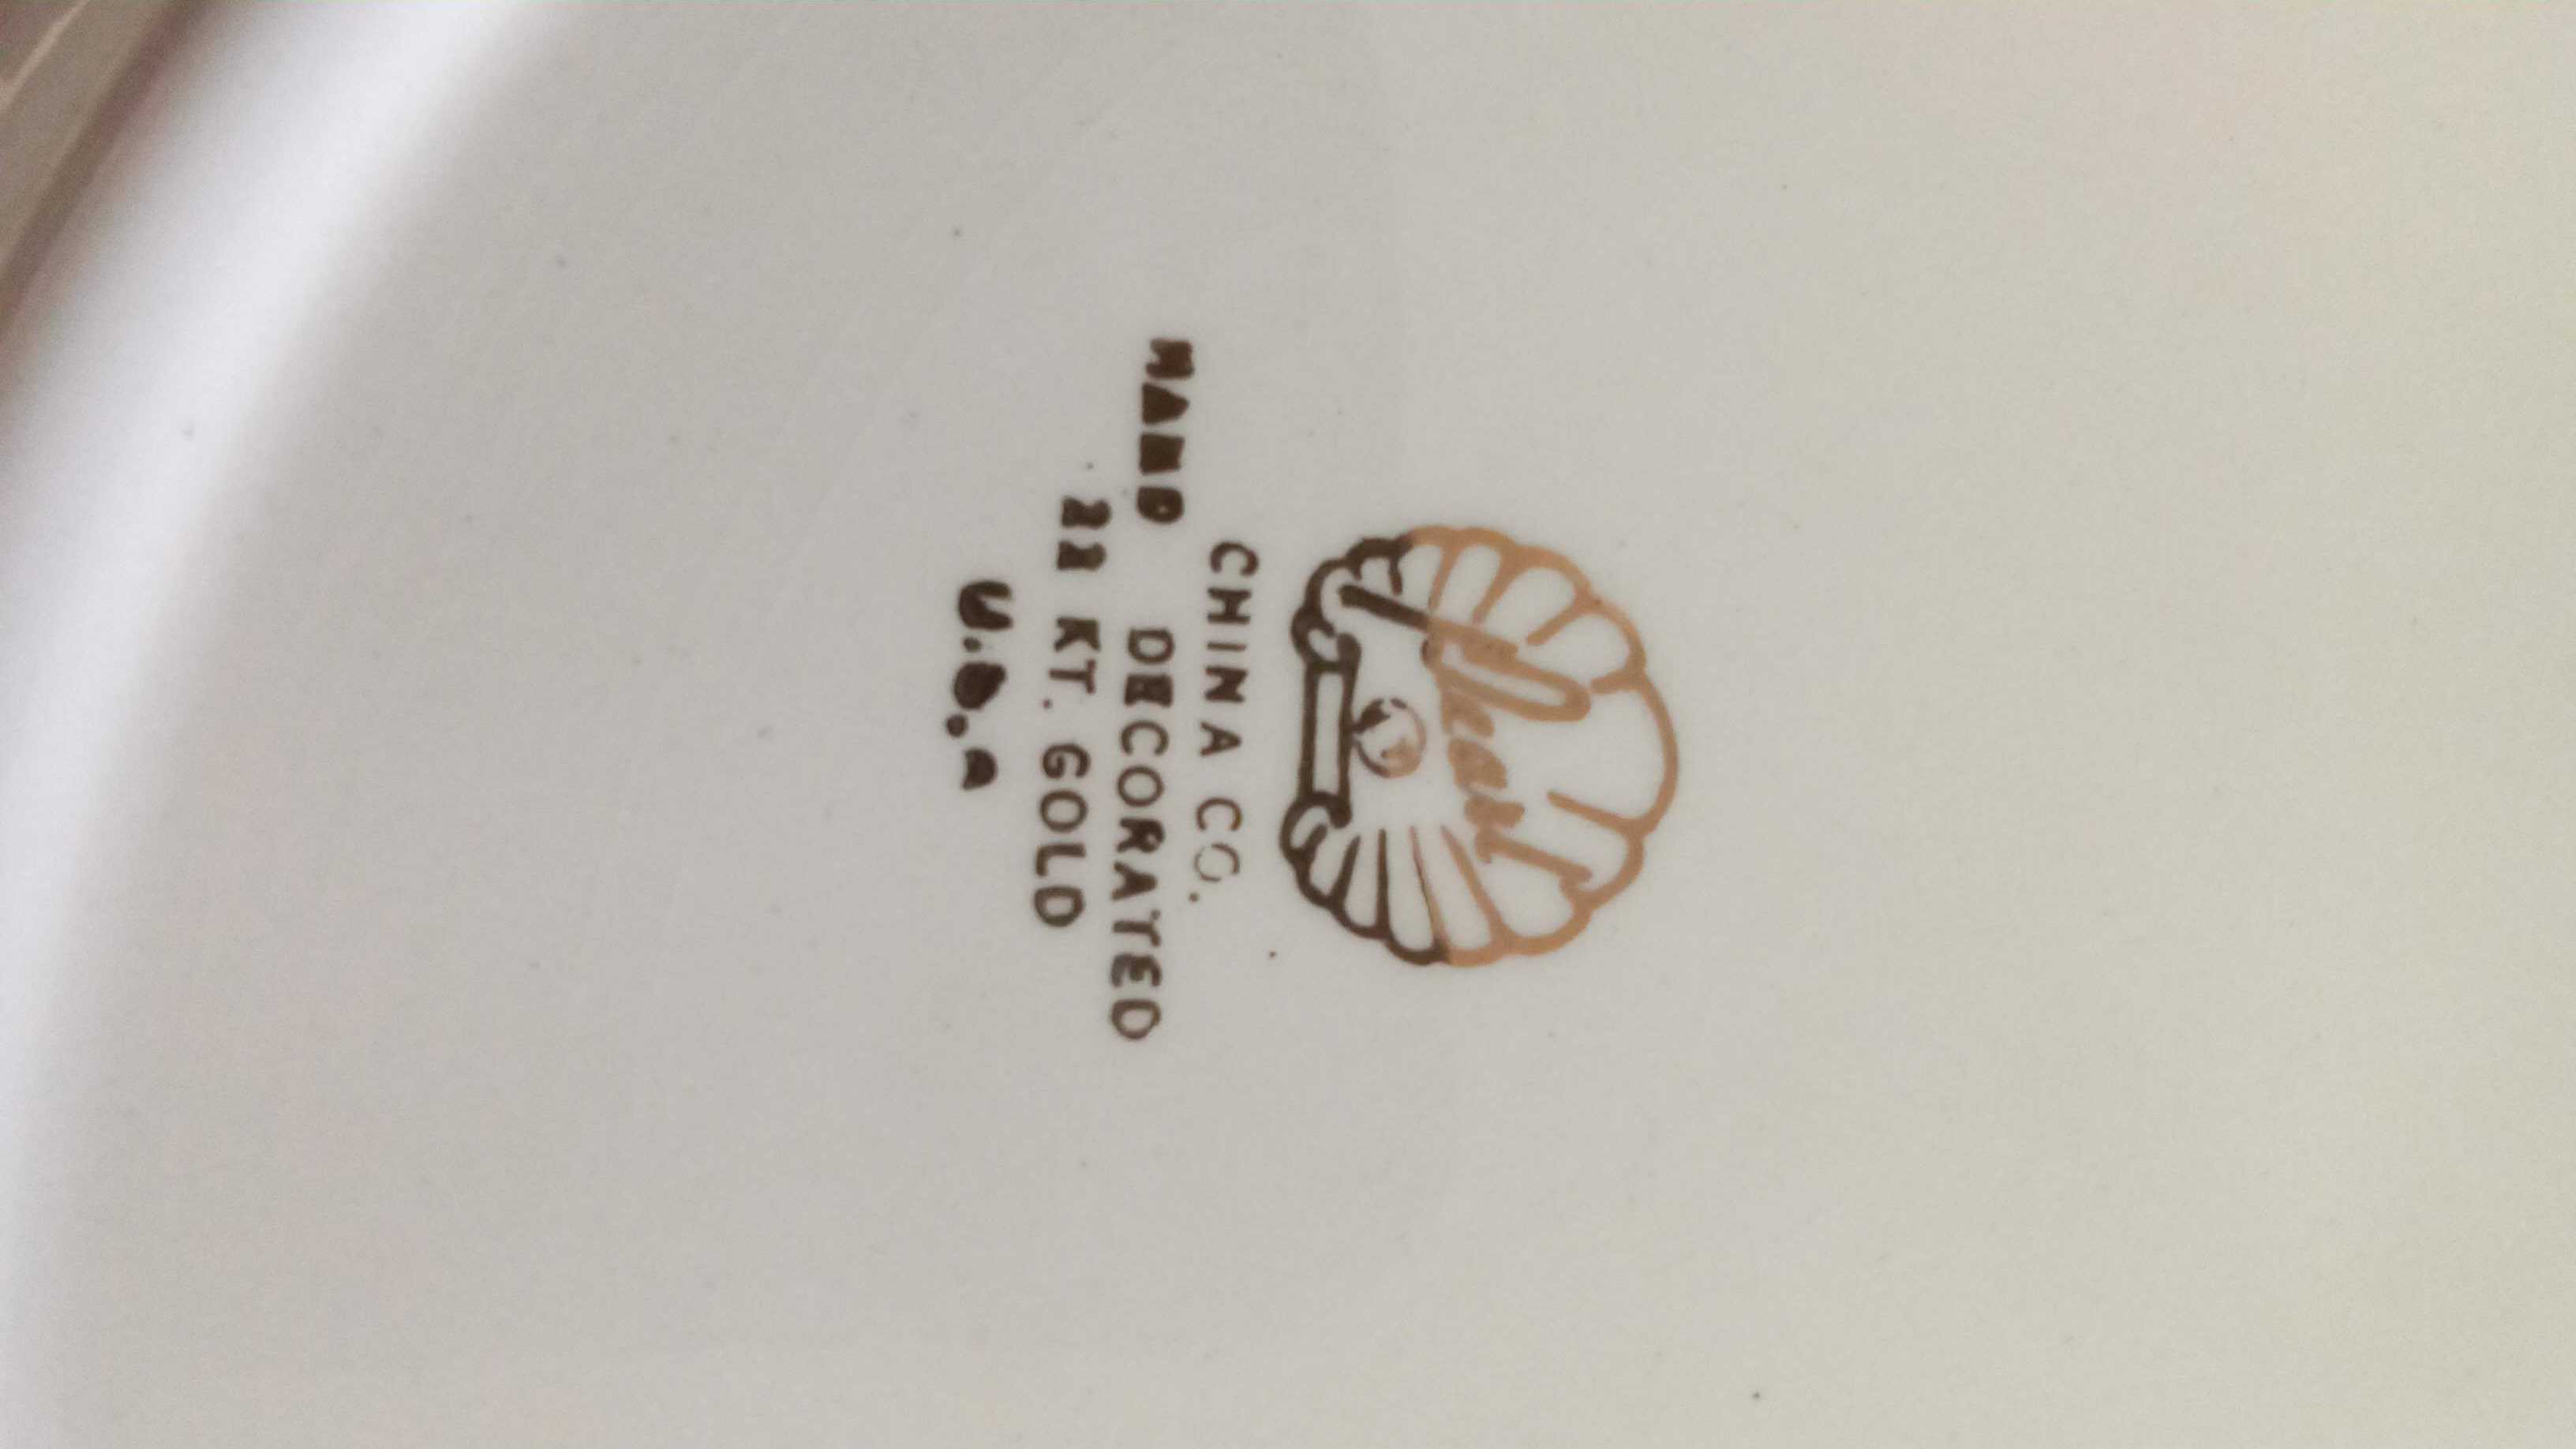 Pearl
CHINA CO.
HAND DECORATED
22 KT. GOLD
U.S.A